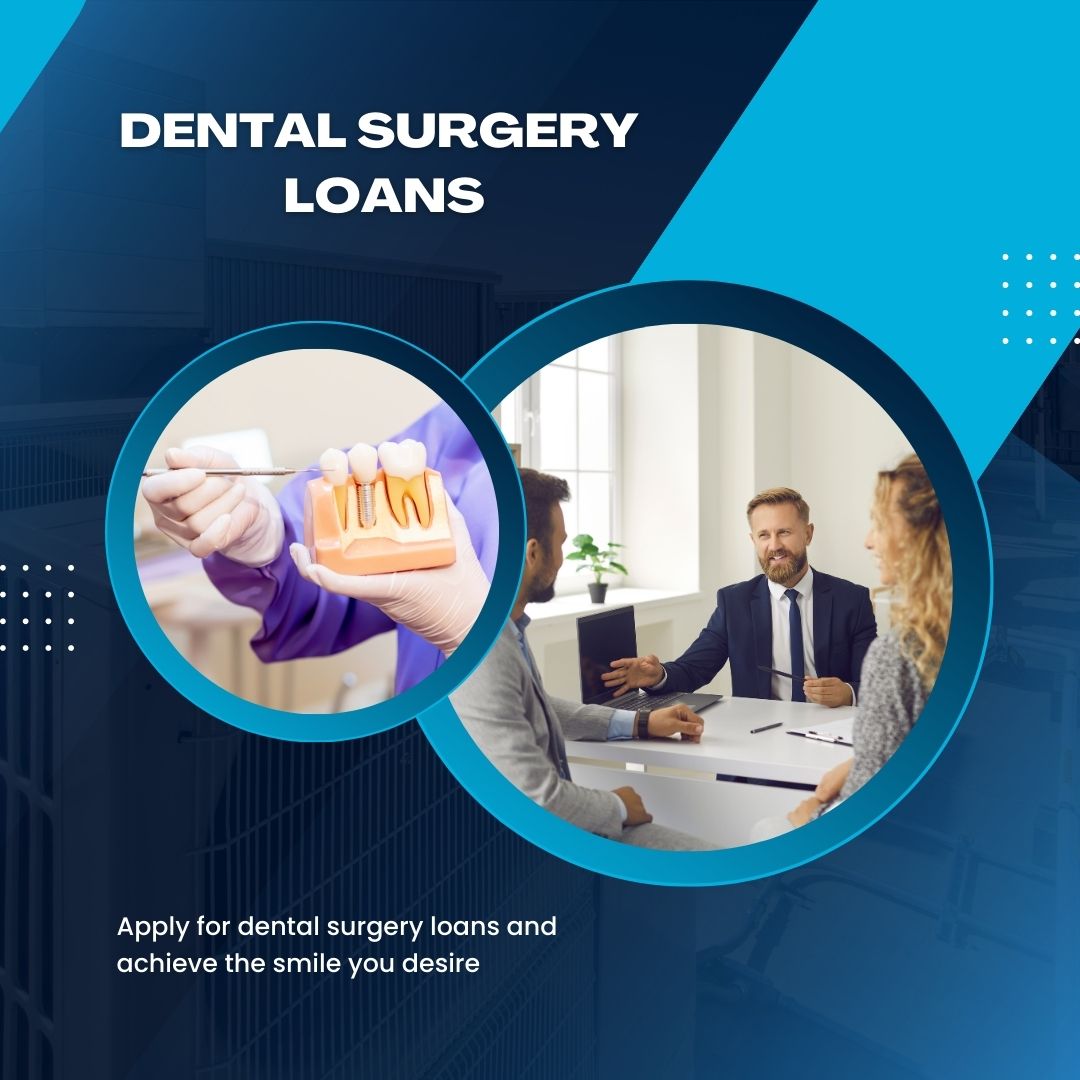 DENTAL SURGERY
LOANS
Apply for dental surgery loans and
achieve the smile you desire